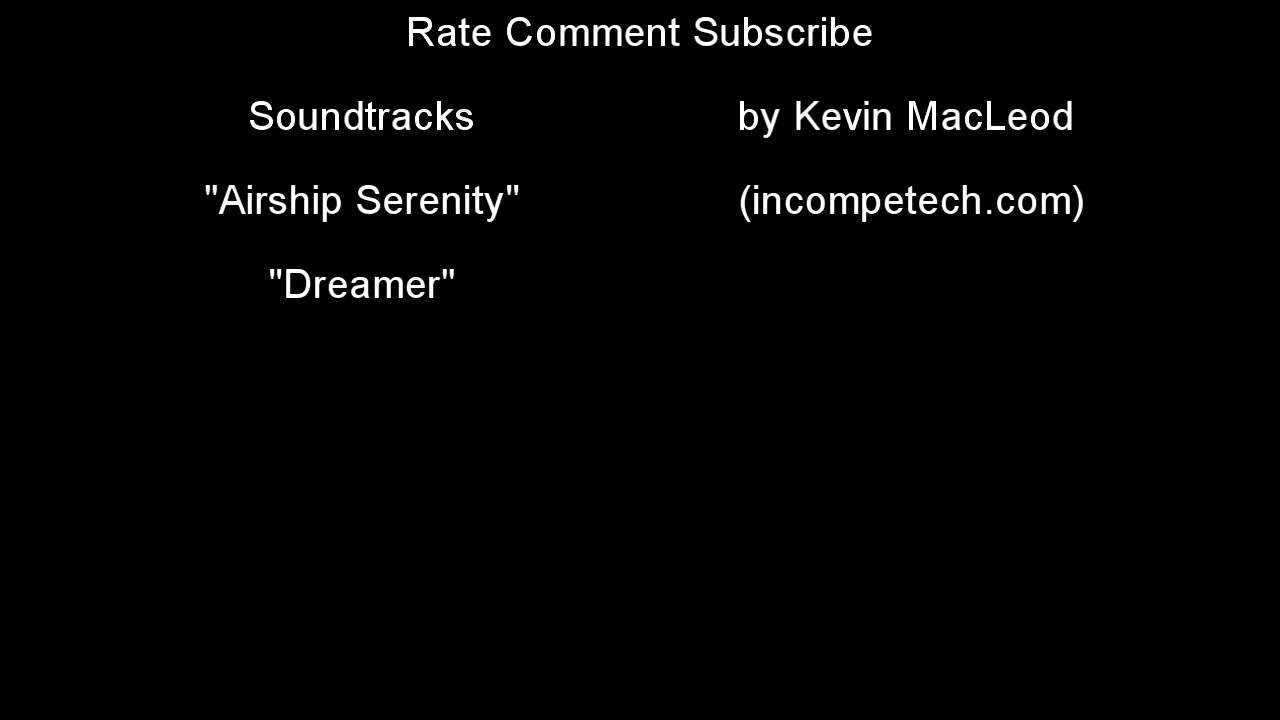 Rate Comment Subscribe
Soundtracks by Kevin MacLeod
"Airship Serenity" (incompetech.com)
"Dreamer"